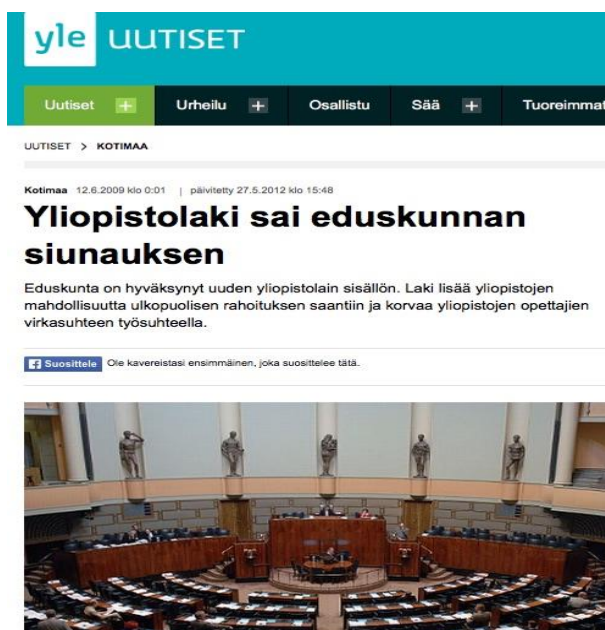 yle UUTISET
Uutiset + Urheilu + Osallistu Sää + Tuoreimmat
UUTISET > KOTIMAA
Kotimaa 12.6.2009 klo 0:01 | päivitetty 27.5.2012 klo 15:48
Yliopistolaki sai eduskunnan
siunauksen
Eduskunta on hyväksynyt uuden yliopistolain sisällön. Laki lisää yliopistojen
mahdollisuutta ulkopuolisen rahoituksen saantiin ja korvaa yliopistojen opettajien
virkasuhteen työsuhteella.
f Suosittele Ole kavereistasi ensimmäinen, joka suosittelee tätä.